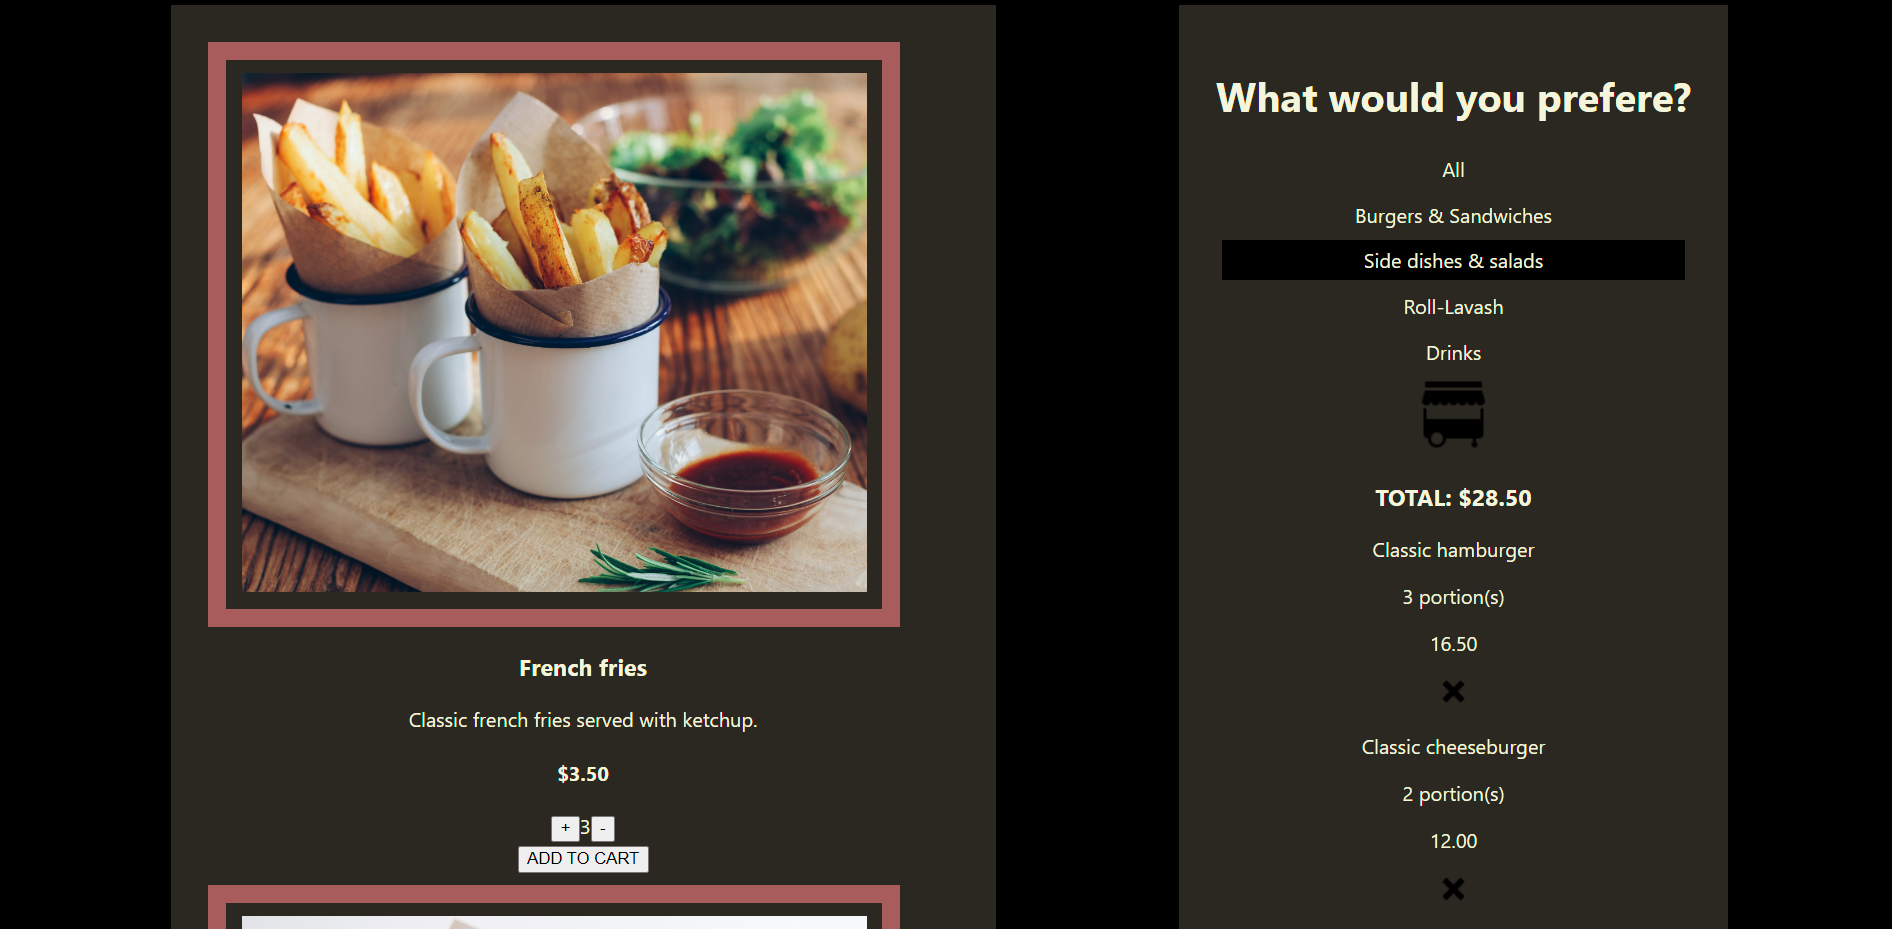 French fries
Classic french fries served with ketchup.
$3.50
+ 3 -
ADD TO CART
What would you prefere?
All
Burgers & Sandwiches
Side dishes & salads
Roll-Lavash
Drinks
TOTAL: $28.50
Classic hamburger
3 portion(s)
16.50
Classic cheeseburger
2 portion(s)
12.00